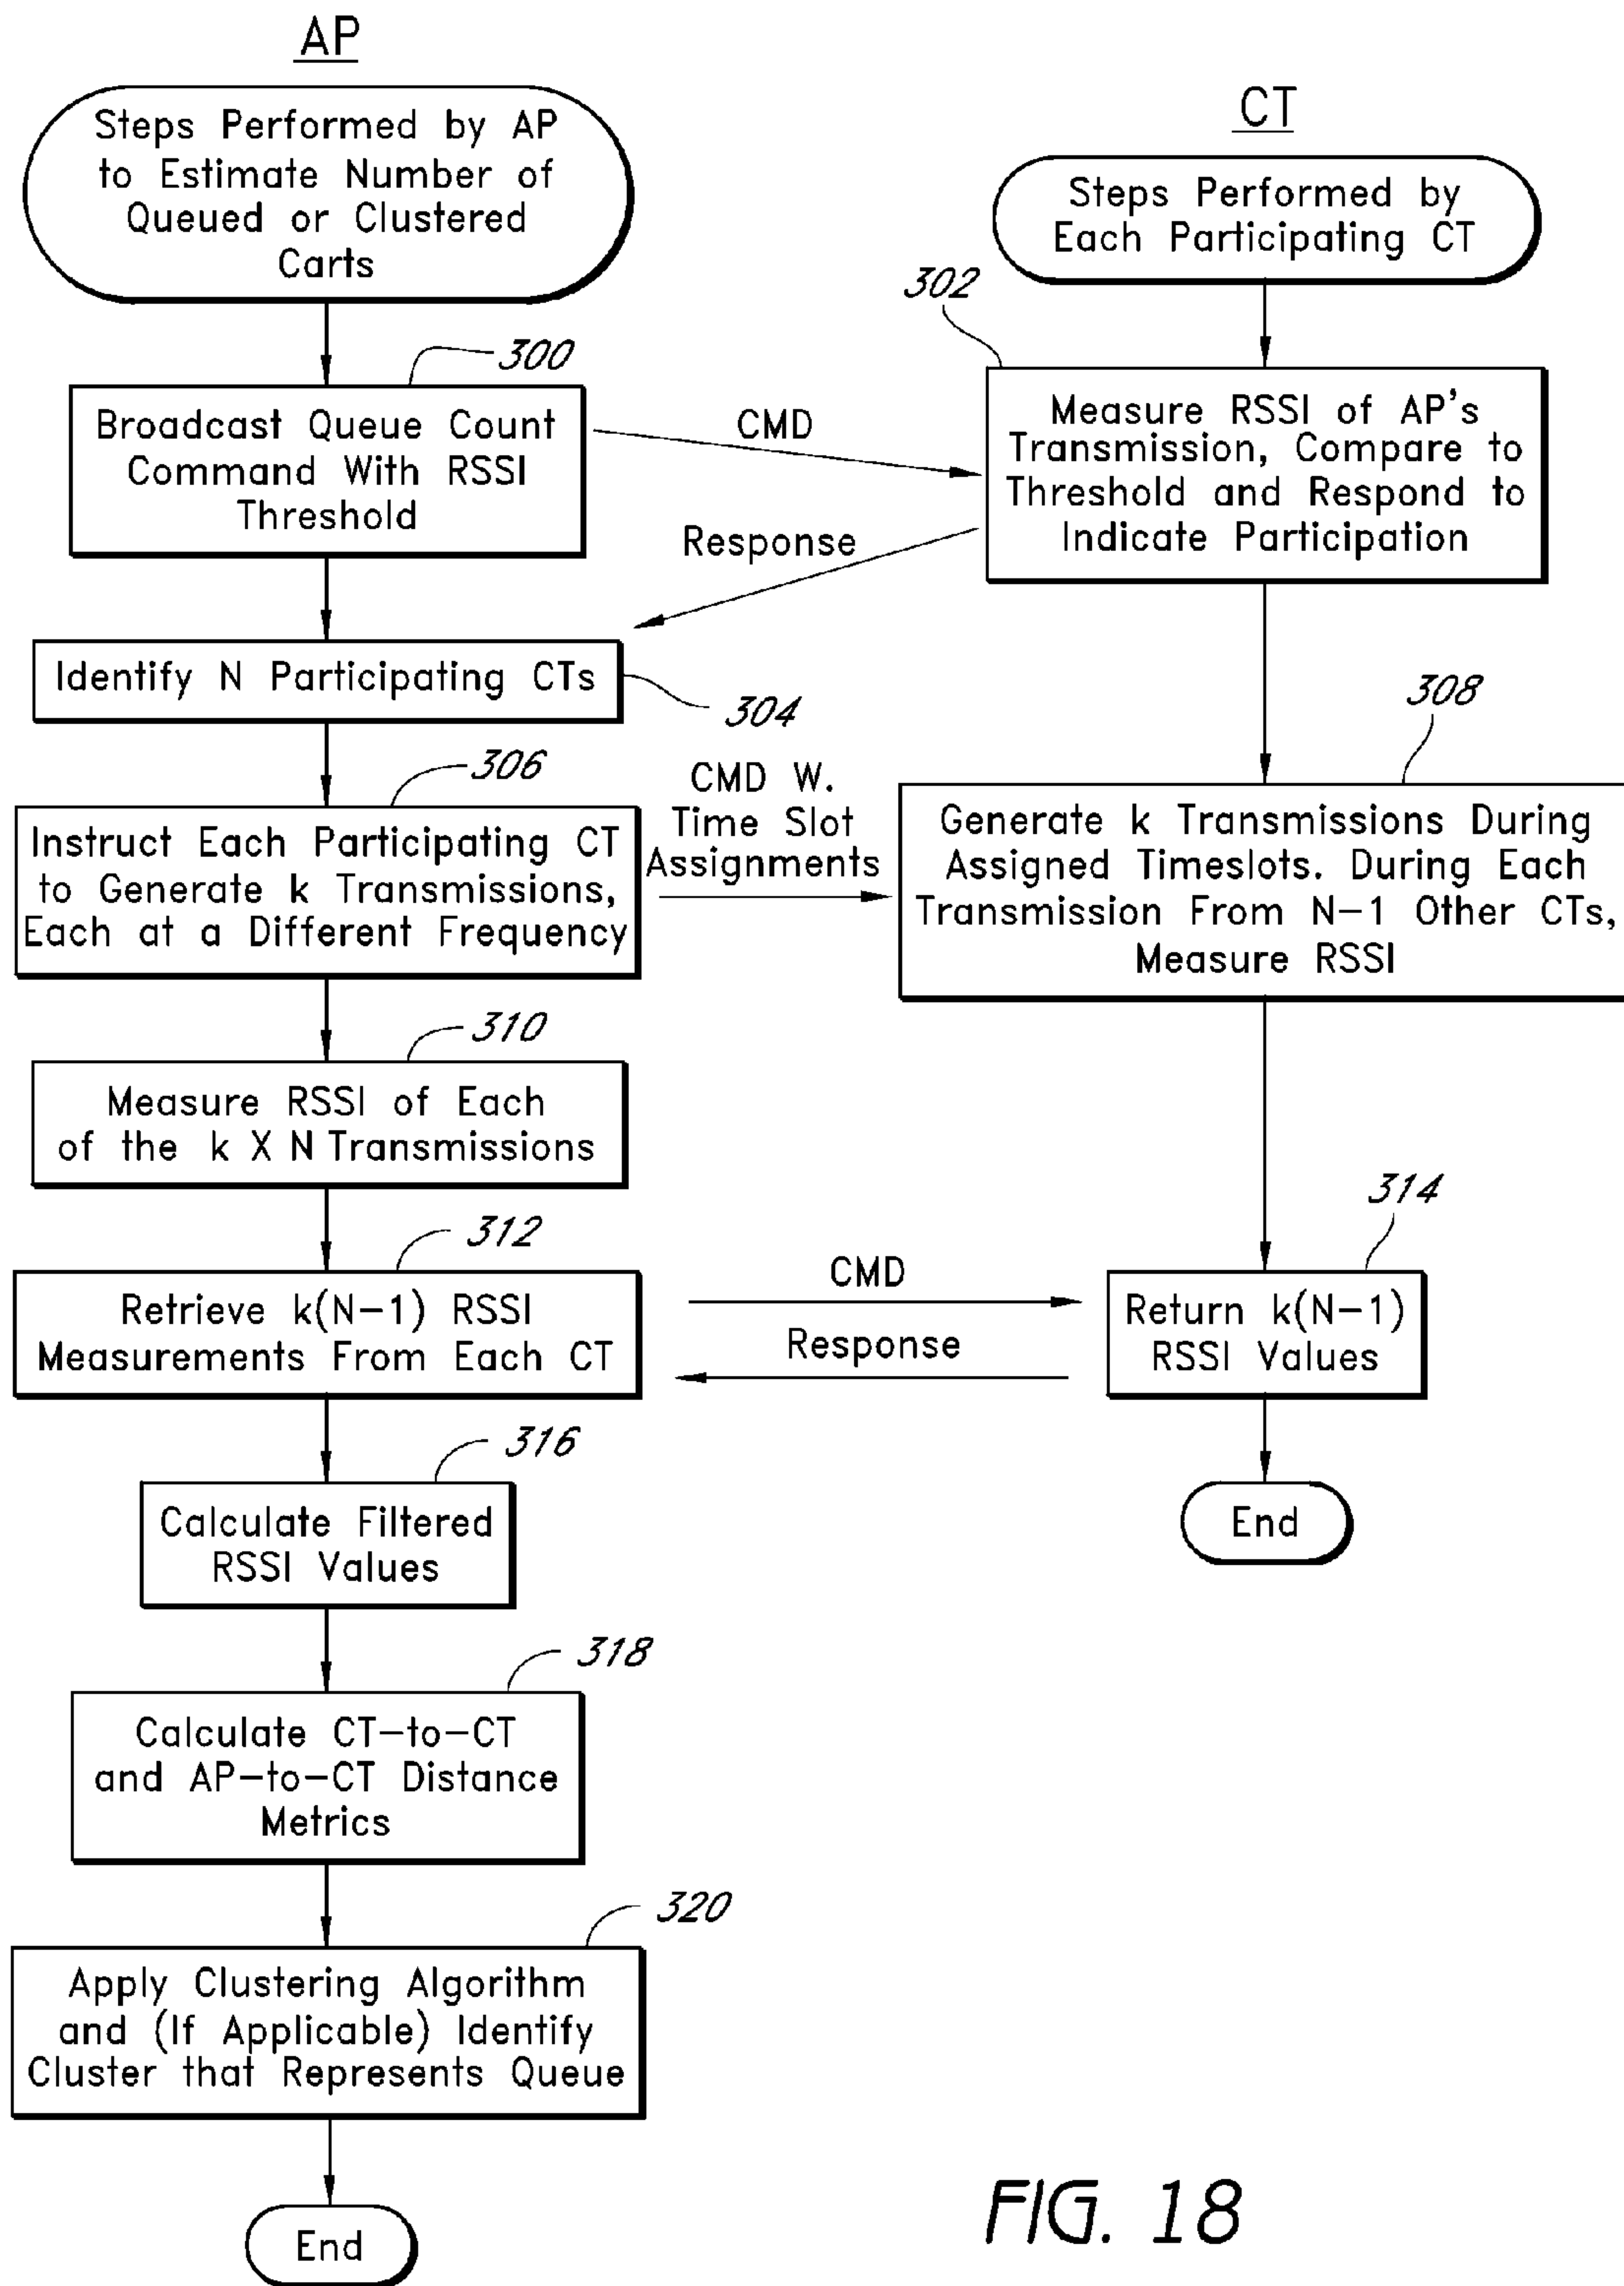 AP
Steps Performed by AP
to Estimate Number of
Queued or Clustered
Carts
CT
Steps Performed by
Each Participating CT
300
Broadcast Queue Count
Command With RSSI
Threshold
CMD
302
Measure RSSI of AP's
Transmission, Compare to
Threshold and Respond to
Indicate Participation
Response
Identify N Participating CTs
304
306
Instruct Each Participating CT
to Generate k Transmissions,
Each at a Different Frequency
CMD W.
Time Slot
Assignments
308
Generate k Transmissions During
Assigned Timeslots. During Each
Transmission From N-1 Other CTs,
Measure RSSI
310
Measure RSSI of Each
of the k X N Transmissions
312
Retrieve k(N-1) RSSI
Measurements From Each CT
CMD
Response
314
Return k(N-1)
RSSI Values
End
316
Calculate Filtered
RSSI Values
318
Calculate CT-to-CT
and AP-to-CT Distance
Metrics
320
Apply Clustering Algorithm
and (If Applicable) Identify
Cluster that Represents Queue
End
FIG. 18